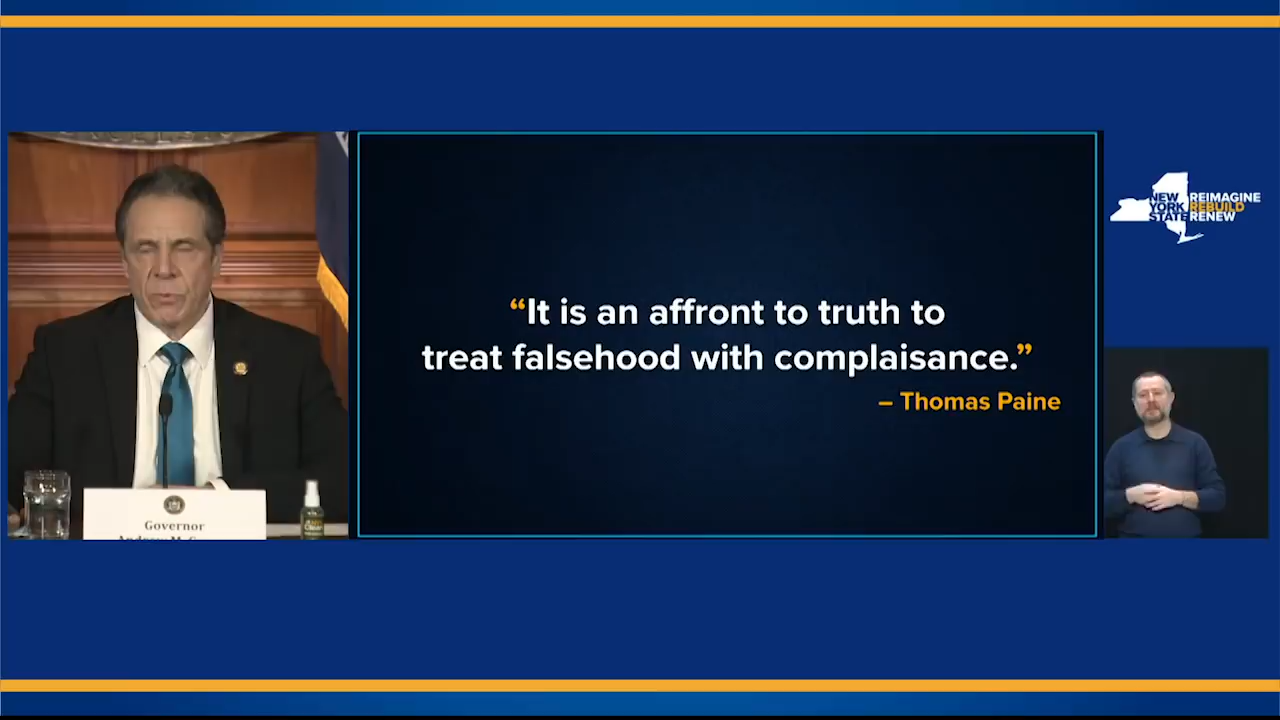 “It is an affront to truth to
treat falsehood with complaisance.”
– Thomas Paine
NEW
YORK
STATE
REIMAGINE
REBUILD
RENEW
Governor